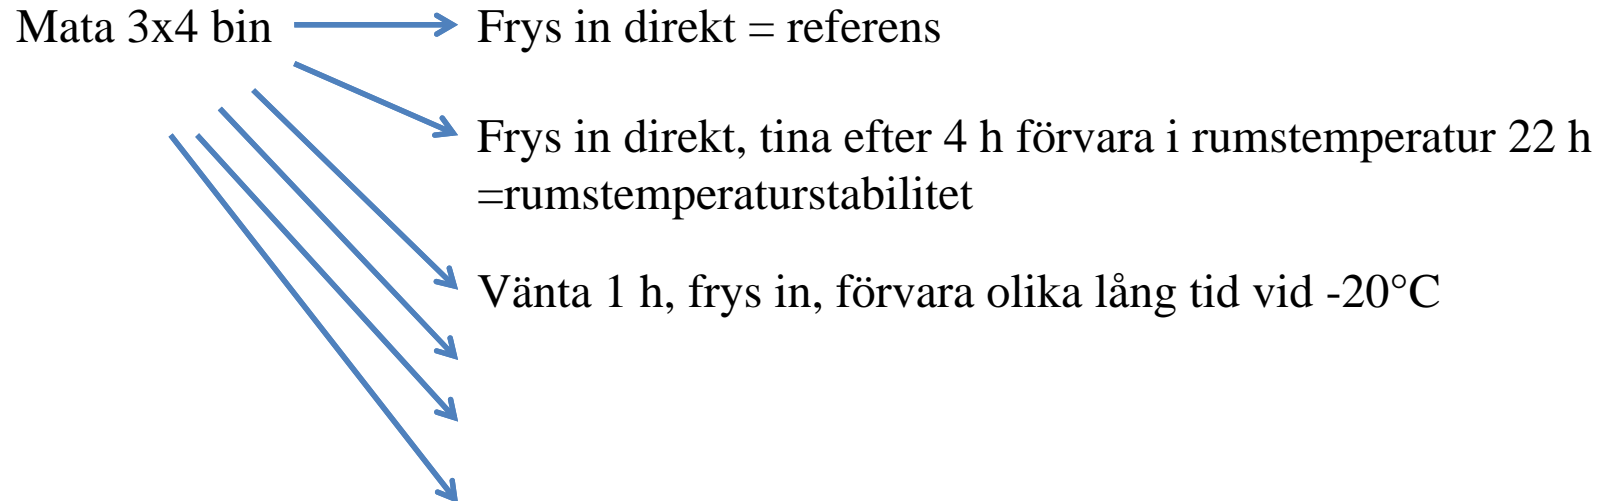 Mata 3x4 bin
Frys in direkt = referens
Frys in direkt, tina efter 4 h förvara i rumstemperatur 22 h
=rumstemperaturstabilitet
Vänta 1 h, frys in, förvara olika lång tid vid -20°C